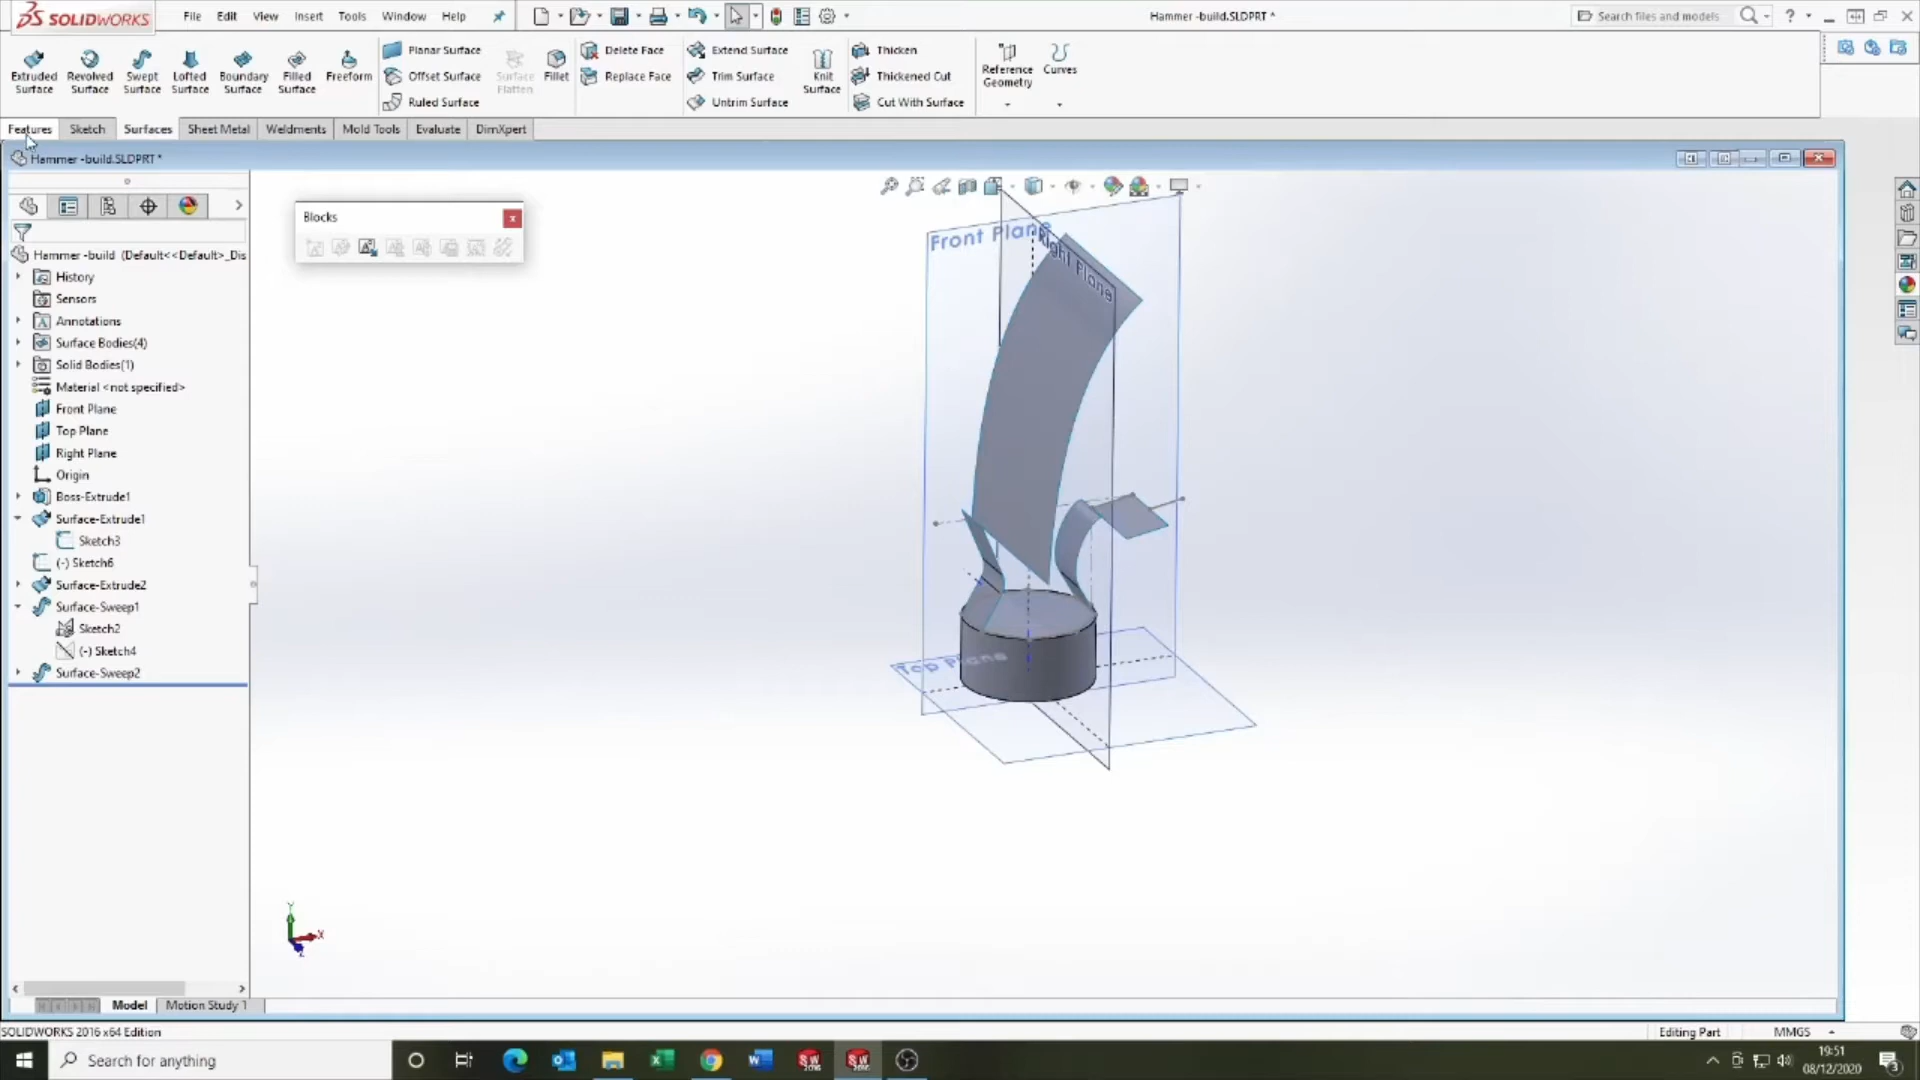 SOLIDWORKS
File Edit View Insert Tools Window Help
Hammer -build.SLDPRT *
Search files and models
Extruded Surface
Revolved Surface
Swept Surface
Lofted Surface
Boundary Surface
Filled Surface
Freeform
Planar Surface
Offset Surface
Ruled Surface
Surface Flatten
Fillet
Delete Face
Replace Face
Extend Surface
Trim Surface
Untrim Surface
Knit Surface
Thicken
Thickened Cut
Cut With Surface
Reference Geometry
Curves
Features Sketch Surfaces Sheet Metal Weldments Mold Tools Evaluate DimXpert
Hammer -build.SLDPRT *
Blocks
Hammer -build (Default<<Default>_Dis
History
Sensors
Annotations
Surface Bodies(4)
Solid Bodies(1)
Material <not specified>
Front Plane
Top Plane
Right Plane
Origin
Boss-Extrude1
Surface-Extrude1
Sketch3
(-) Sketch6
Surface-Extrude2
Surface-Sweep1
Sketch2
(-) Sketch4
Surface-Sweep2
Front Plane
Right Plane
Top Plane
Y
X
Z
Model Motion Study 1
SOLIDWORKS 2016 x64 Edition
Editing Part MMGS
Search for anything
19:51
08/12/2020
3